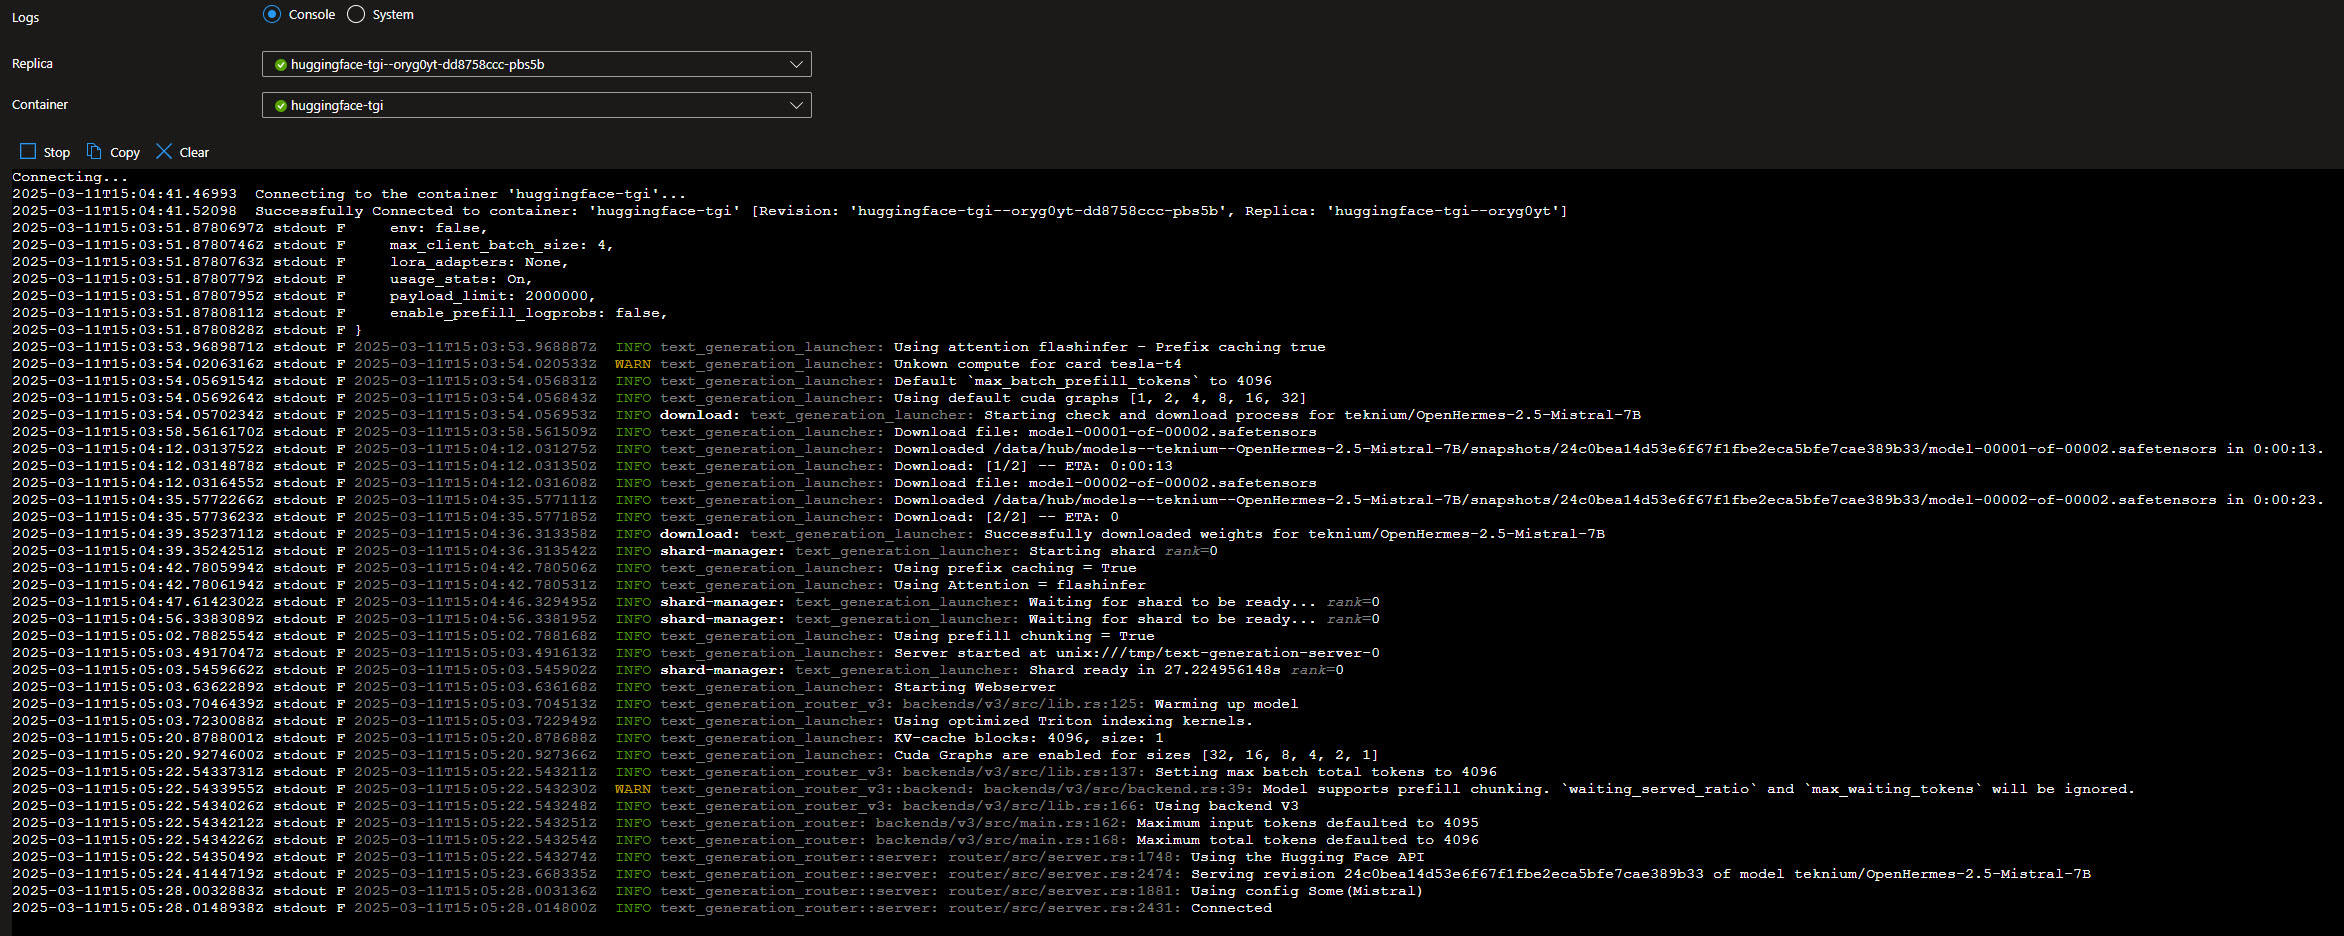 Logs
Console System
Replica
huggingface-tgi--oryg0yt-dd8758ccc-pbs5b
Container
huggingface-tgi
Stop Copy Clear
Connecting...
2025-03-11T15:04:41.46993  Connecting to the container 'huggingface-tgi'...
2025-03-11T15:04:41.52098  Successfully Connected to container: 'huggingface-tgi' [Revision: 'huggingface-tgi--oryg0yt-dd8758ccc-pbs5b', Replica: 'huggingface-tgi--oryg0yt']
2025-03-11T15:03:51.8780697Z stdout F     env: false,
2025-03-11T15:03:51.8780746Z stdout F     max_client_batch_size: 4,
2025-03-11T15:03:51.8780763Z stdout F     lora_adapters: None,
2025-03-11T15:03:51.8780779Z stdout F     usage_stats: On,
2025-03-11T15:03:51.8780795Z stdout F     payload_limit: 2000000,
2025-03-11T15:03:51.8780811Z stdout F     enable_prefill_logprobs: false,
2025-03-11T15:03:51.8780828Z stdout F }
2025-03-11T15:03:53.9689871Z stdout F 2025-03-11T15:03:53.968887Z  INFO text_generation_launcher: Using attention flashinfer - Prefix caching true
2025-03-11T15:03:54.0206316Z stdout F 2025-03-11T15:03:54.020533Z  WARN text_generation_launcher: Unkown compute for card tesla-t4
2025-03-11T15:03:54.0569154Z stdout F 2025-03-11T15:03:54.056831Z  INFO text_generation_launcher: Default `max_batch_prefill_tokens` to 4096
2025-03-11T15:03:54.0569264Z stdout F 2025-03-11T15:03:54.056843Z  INFO text_generation_launcher: Using default cuda graphs [1, 2, 4, 8, 16, 32]
2025-03-11T15:03:54.0570234Z stdout F 2025-03-11T15:03:54.056953Z  INFO download: text_generation_launcher: Starting check and download process for teknium/OpenHermes-2.5-Mistral-7B
2025-03-11T15:03:58.5616170Z stdout F 2025-03-11T15:03:58.561509Z  INFO text_generation_launcher: Download file: model-00001-of-00002.safetensors
2025-03-11T15:04:12.0313752Z stdout F 2025-03-11T15:04:12.031275Z  INFO text_generation_launcher: Downloaded /data/hub/models--teknium--OpenHermes-2.5-Mistral-7B/snapshots/24c0bea14d53e6f67f1fbe2eca5bfe7cae389b33/model-00001-of-00002.safetensors in 0:00:13.
2025-03-11T15:04:12.0314878Z stdout F 2025-03-11T15:04:12.031350Z  INFO text_generation_launcher: Download: [1/2] -- ETA: 0:00:13
2025-03-11T15:04:12.0316455Z stdout F 2025-03-11T15:04:12.031608Z  INFO text_generation_launcher: Download file: model-00002-of-00002.safetensors
2025-03-11T15:04:35.5772266Z stdout F 2025-03-11T15:04:35.577111Z  INFO text_generation_launcher: Downloaded /data/hub/models--teknium--OpenHermes-2.5-Mistral-7B/snapshots/24c0bea14d53e6f67f1fbe2eca5bfe7cae389b33/model-00002-of-00002.safetensors in 0:00:23.
2025-03-11T15:04:35.5773623Z stdout F 2025-03-11T15:04:35.577185Z  INFO text_generation_launcher: Download: [2/2] -- ETA: 0
2025-03-11T15:04:39.3523711Z stdout F 2025-03-11T15:04:36.313358Z  INFO download: text_generation_launcher: Successfully downloaded weights for teknium/OpenHermes-2.5-Mistral-7B
2025-03-11T15:04:39.3524251Z stdout F 2025-03-11T15:04:36.313542Z  INFO shard-manager: text_generation_launcher: Starting shard rank=0
2025-03-11T15:04:42.7805994Z stdout F 2025-03-11T15:04:42.780506Z  INFO text_generation_launcher: Using prefix caching = True
2025-03-11T15:04:42.7806194Z stdout F 2025-03-11T15:04:42.780531Z  INFO text_generation_launcher: Using Attention = flashinfer
2025-03-11T15:04:47.6142302Z stdout F 2025-03-11T15:04:46.329495Z  INFO shard-manager: text_generation_launcher: Waiting for shard to be ready... rank=0
2025-03-11T15:04:56.3383089Z stdout F 2025-03-11T15:04:56.338195Z  INFO shard-manager: text_generation_launcher: Waiting for shard to be ready... rank=0
2025-03-11T15:05:02.7882554Z stdout F 2025-03-11T15:05:02.788168Z  INFO text_generation_launcher: Using prefill chunking = True
2025-03-11T15:05:03.4917047Z stdout F 2025-03-11T15:05:03.491613Z  INFO text_generation_launcher: Server started at unix:///tmp/text-generation-server-0
2025-03-11T15:05:03.5459662Z stdout F 2025-03-11T15:05:03.545902Z  INFO shard-manager: text_generation_launcher: Shard ready in 27.224956148s rank=0
2025-03-11T15:05:03.6362289Z stdout F 2025-03-11T15:05:03.636168Z  INFO text_generation_launcher: Starting Webserver
2025-03-11T15:05:03.7046439Z stdout F 2025-03-11T15:05:03.704513Z  INFO text_generation_router_v3: backends/v3/src/lib.rs:125: Warming up model
2025-03-11T15:05:03.7230088Z stdout F 2025-03-11T15:05:03.722949Z  INFO text_generation_launcher: Using optimized Triton indexing kernels.
2025-03-11T15:05:20.8788001Z stdout F 2025-03-11T15:05:20.878688Z  INFO text_generation_launcher: KV-cache blocks: 4096, size: 1
2025-03-11T15:05:20.9274600Z stdout F 2025-03-11T15:05:20.927366Z  INFO text_generation_launcher: Cuda Graphs are enabled for sizes [32, 16, 8, 4, 2, 1]
2025-03-11T15:05:22.5433731Z stdout F 2025-03-11T15:05:22.543211Z  INFO text_generation_router_v3: backends/v3/src/lib.rs:137: Setting max batch total tokens to 4096
2025-03-11T15:05:22.5433955Z stdout F 2025-03-11T15:05:22.543230Z  WARN text_generation_router_v3::backend: backends/v3/src/backend.rs:39: Model supports prefill chunking. `waiting_served_ratio` and `max_waiting_tokens` will be ignored.
2025-03-11T15:05:22.5434026Z stdout F 2025-03-11T15:05:22.543248Z  INFO text_generation_router_v3: backends/v3/src/lib.rs:166: Using backend V3
2025-03-11T15:05:22.5434212Z stdout F 2025-03-11T15:05:22.543251Z  INFO text_generation_router: backends/v3/src/main.rs:162: Maximum input tokens defaulted to 4095
2025-03-11T15:05:22.5434226Z stdout F 2025-03-11T15:05:22.543254Z  INFO text_generation_router: backends/v3/src/main.rs:168: Maximum total tokens defaulted to 4096
2025-03-11T15:05:22.5435049Z stdout F 2025-03-11T15:05:22.543274Z  INFO text_generation_router::server: router/src/server.rs:1748: Using the Hugging Face API
2025-03-11T15:05:24.4144719Z stdout F 2025-03-11T15:05:23.668335Z  INFO text_generation_router::server: router/src/server.rs:2474: Serving revision 24c0bea14d53e6f67f1fbe2eca5bfe7cae389b33 of model teknium/OpenHermes-2.5-Mistral-7B
2025-03-11T15:05:28.0032883Z stdout F 2025-03-11T15:05:28.003136Z  INFO text_generation_router::server: router/src/server.rs:1881: Using config Some(Mistral)
2025-03-11T15:05:28.0148938Z stdout F 2025-03-11T15:05:28.014800Z  INFO text_generation_router::server: router/src/server.rs:2431: Connected